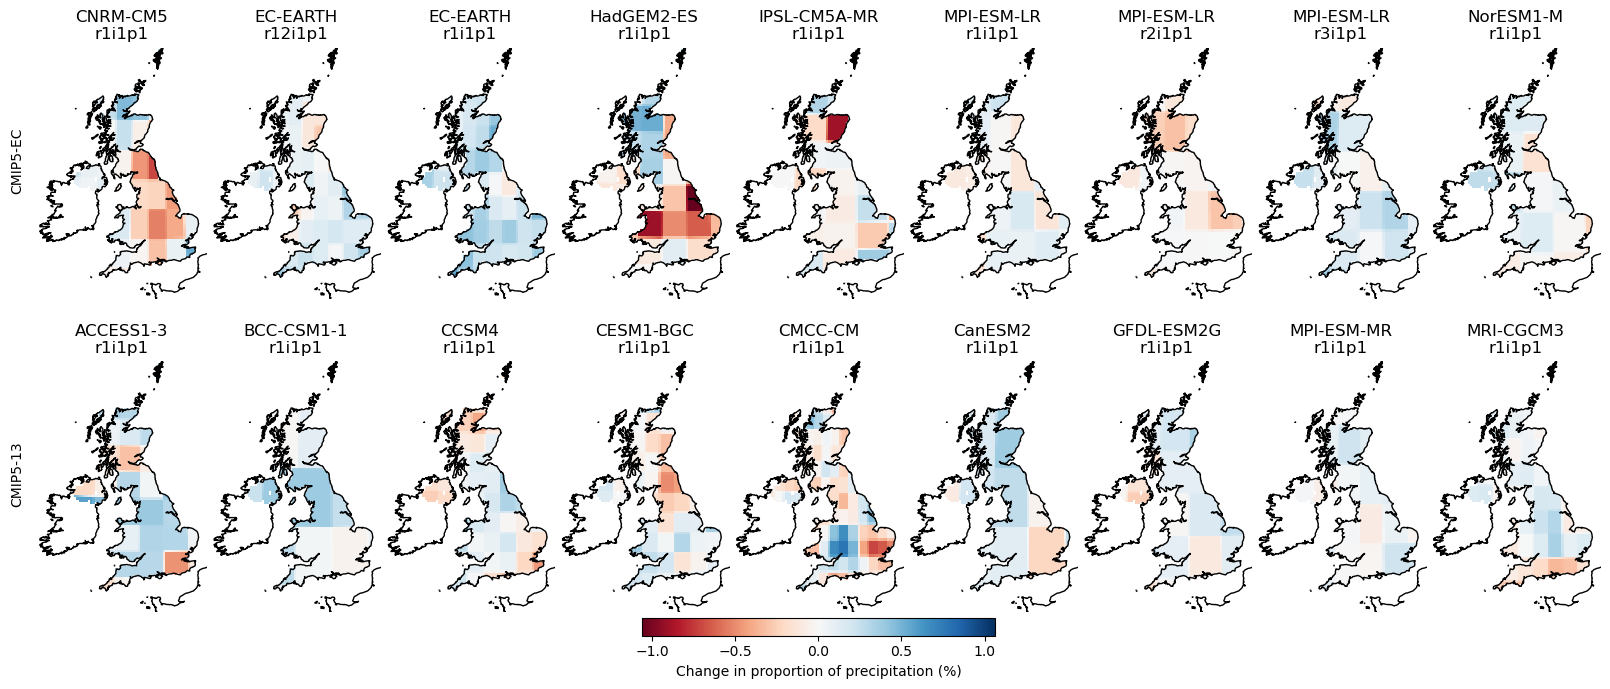 CNRM-CM5 EC-EARTH EC-EARTH HadGEM2-ES IPSL-CM5A-MR MPI-ESM-LR MPI-ESM-LR MPI-ESM-LR NorESM1-M
r1i1p1 r12i1p1 r1i1p1 r1i1p1 r1i1p1 r1i1p1 r2i1p1 r3i1p1 r1i1p1
CMIP5-EC
ACCESS1-3 BCC-CSM1-1 CCSM4 CESM1-BGC CMCC-CM CanESM2 GFDL-ESM2G MPI-ESM-MR MRI-CGCM3
r1i1p1 r1i1p1 r1i1p1 r1i1p1 r1i1p1 r1i1p1 r1i1p1 r1i1p1 r1i1p1
CMIP5-13
−1.0 −0.5 0.0 0.5 1.0
Change in proportion of precipitation (%)